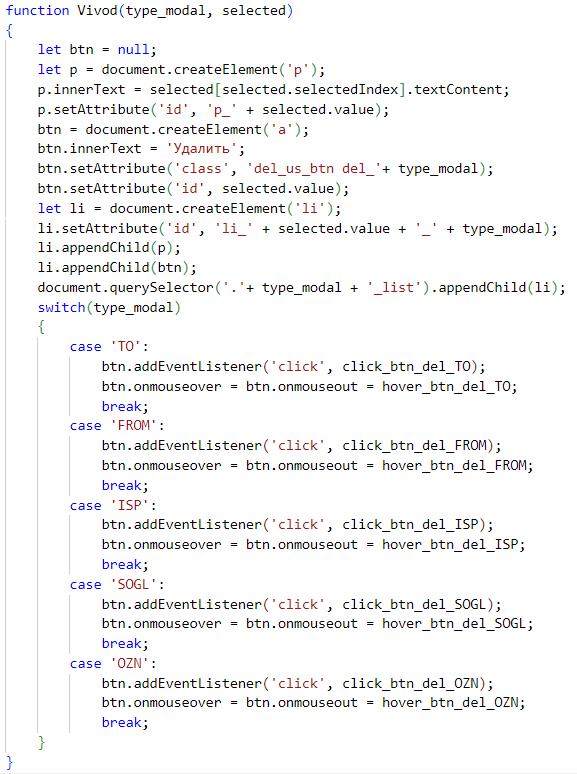 function Vivod(type_modal, selected)
{
    let btn = null;
    let p = document.createElement('p');
    p.innerText = selected[selected.selectedIndex].textContent;
    p.setAttribute('id', 'p_' + selected.value);
    btn = document.createElement('a');
    btn.innerText = 'Удалить';
    btn.setAttribute('class', 'del_us_btn del_'+ type_modal);
    btn.setAttribute('id', selected.value);
    let li = document.createElement('li');
    li.setAttribute('id', 'li_' + selected.value + '_' + type_modal);
    li.appendChild(p);
    li.appendChild(btn);
    document.querySelector('.'+ type_modal + '_list').appendChild(li);
    switch(type_modal)
    {
        case 'TO':
            btn.addEventListener('click', click_btn_del_TO);
            btn.onmouseover = btn.onmouseout = hover_btn_del_TO;
            break;
        case 'FROM':
            btn.addEventListener('click', click_btn_del_FROM);
            btn.onmouseover = btn.onmouseout = hover_btn_del_FROM;
            break;
        case 'ISP':
            btn.addEventListener('click', click_btn_del_ISP);
            btn.onmouseover = btn.onmouseout = hover_btn_del_ISP;
            break;
        case 'SOGL':
            btn.addEventListener('click', click_btn_del_SOGL);
            btn.onmouseover = btn.onmouseout = hover_btn_del_SOGL;
            break;
        case 'OZN':
            btn.addEventListener('click', click_btn_del_OZN);
            btn.onmouseover = btn.onmouseout = hover_btn_del_OZN;
            break;
    }
}